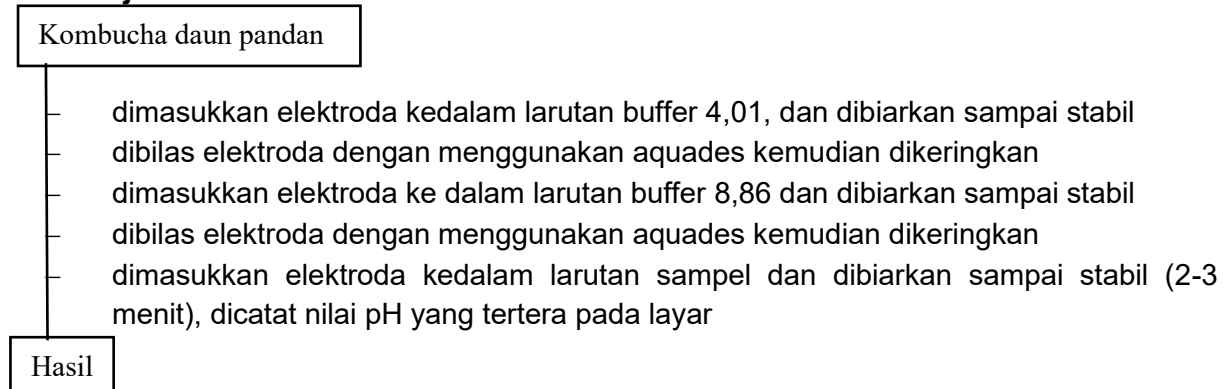 Kombucha daun pandan
– dimasukkan elektroda kedalam larutan buffer 4,01, dan dibiarkan sampai stabil
– dibilas elektroda dengan menggunakan aquades kemudian dikeringkan
– dimasukkan elektroda ke dalam larutan buffer 8,86 dan dibiarkan sampai stabil
– dibilas elektroda dengan menggunakan aquades kemudian dikeringkan
– dimasukkan elektroda kedalam larutan sampel dan dibiarkan sampai stabil (2-3
menit), dicatat nilai pH yang tertera pada layar
Hasil